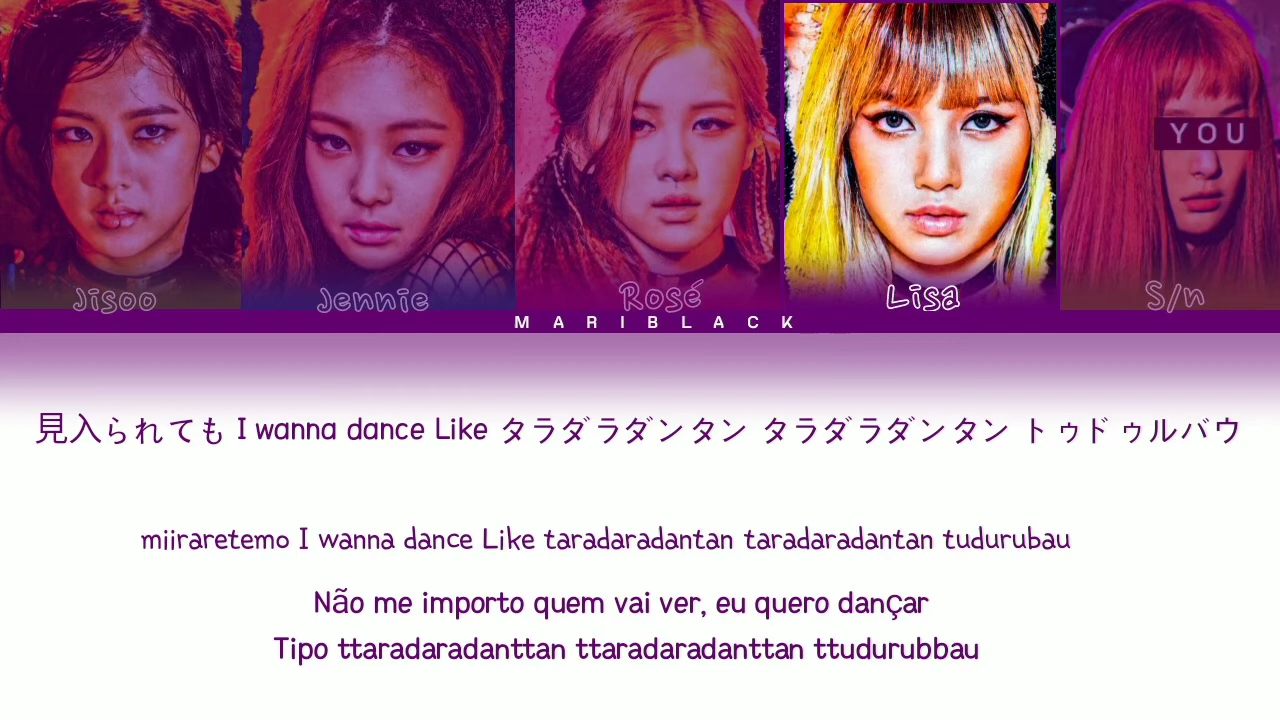 YOU
Jisoo Jennie Rosé Lisa S/n
MARIBLACK
見入られても I wanna dance Like タラダラダンタン タラダラダンタン トゥドゥルバウ
miiraretemo I wanna dance Like taradaradantan taradaradantan tudurubau
Não me importo quem vai ver, eu quero dançar
Tipo ttaradaradanttan ttaradaradanttan ttudurubbau